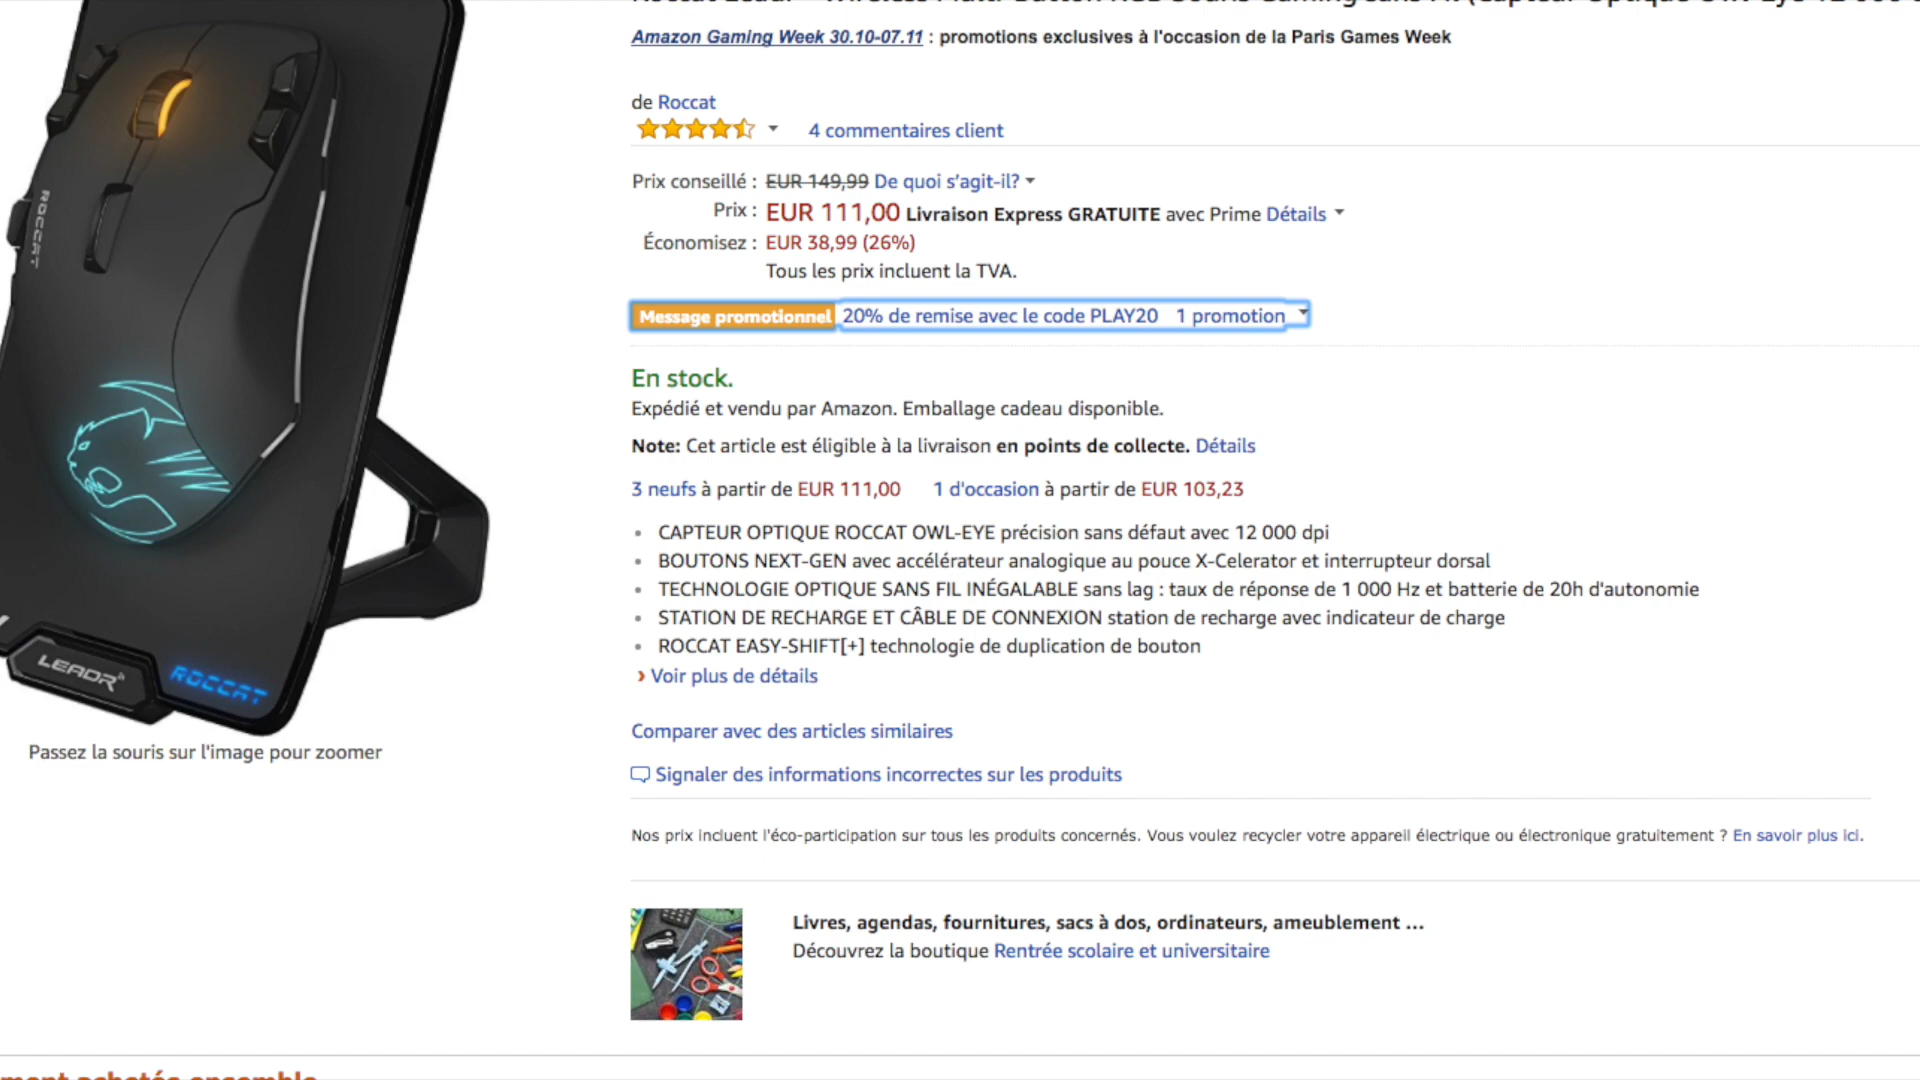 Amazon Gaming Week 30.10-07.11 : promotions exclusives à l'occasion de la Paris Games Week
de Roccat
4 commentaires client
Prix conseillé : EUR 149,99 De quoi s'agit-il?
Prix : EUR 111,00 Livraison Express GRATUITE avec Prime Détails
Économisez : EUR 38,99 (26%)
Tous les prix incluent la TVA.
Message promotionnel 20% de remise avec le code PLAY20 1 promotion
En stock.
Expédié et vendu par Amazon. Emballage cadeau disponible.
Note: Cet article est éligible à la livraison en points de collecte. Détails
3 neufs à partir de EUR 111,00 1 d'occasion à partir de EUR 103,23
CAPTEUR OPTIQUE ROCCAT OWL-EYE précision sans défaut avec 12 000 dpi
BOUTONS NEXT-GEN avec accélérateur analogique au pouce X-Celerator et interrupteur dorsal
TECHNOLOGIE OPTIQUE SANS FIL INÉGALABLE sans lag : taux de réponse de 1 000 Hz et batterie de 20h d'autonomie
STATION DE RECHARGE ET CÂBLE DE CONNEXION station de recharge avec indicateur de charge
ROCCAT EASY-SHIFT[+] technologie de duplication de bouton
› Voir plus de détails
Comparer avec des articles similaires
Signaler des informations incorrectes sur les produits
Nos prix incluent l'éco-participation sur tous les produits concernés. Vous voulez recycler votre appareil électrique ou électronique gratuitement ? En savoir plus ici.
Livres, agendas, fournitures, sacs à dos, ordinateurs, ameublement ...
Découvrez la boutique Rentrée scolaire et universitaire
ROCCAT
LEADR
ROCCAT
Passez la souris sur l'image pour zoomer